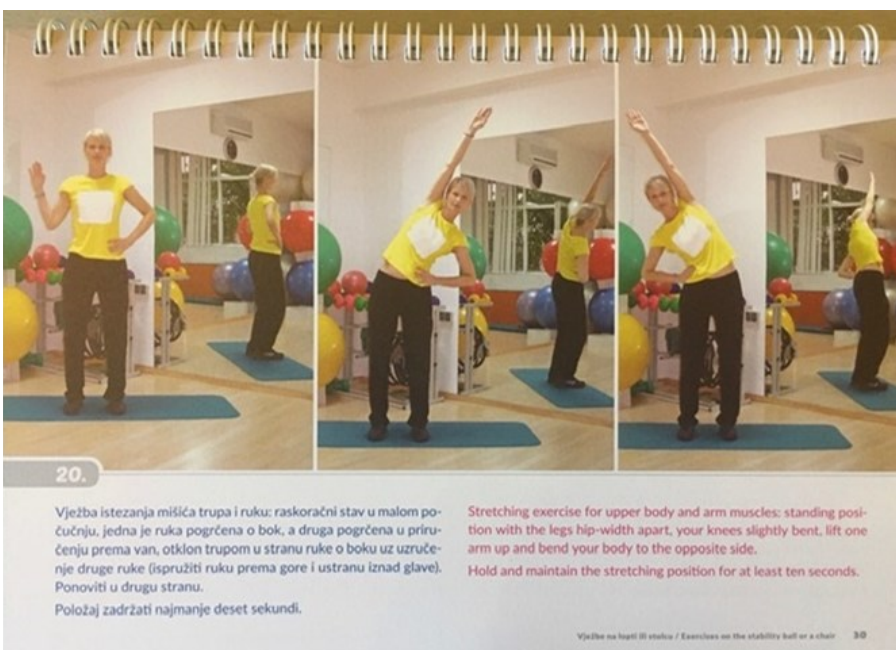 20.
Vježba istezanja mišića trupa i ruku: raskoračni stav u malom po-
čučnju, jedna je ruka pogrčena o bok, a druga pogrčena u priru-
čenju prema van, otklon trupom u stranu ruke o boku uz uzruče-
nje druge ruke (ispružiti ruku prema gore i ustranu iznad glave).
Ponoviti u drugu stranu.
Položaj zadržati najmanje deset sekundi.
Stretching exercise for upper body and arm muscles: standing posi-
tion with the legs hip-width apart, your knees slightly bent, lift one
arm up and bend your body to the opposite side.
Hold and maintain the stretching position for at least ten seconds.
Vježbe na lopti ili stolcu / Exercises on the stability ball or a chair 30